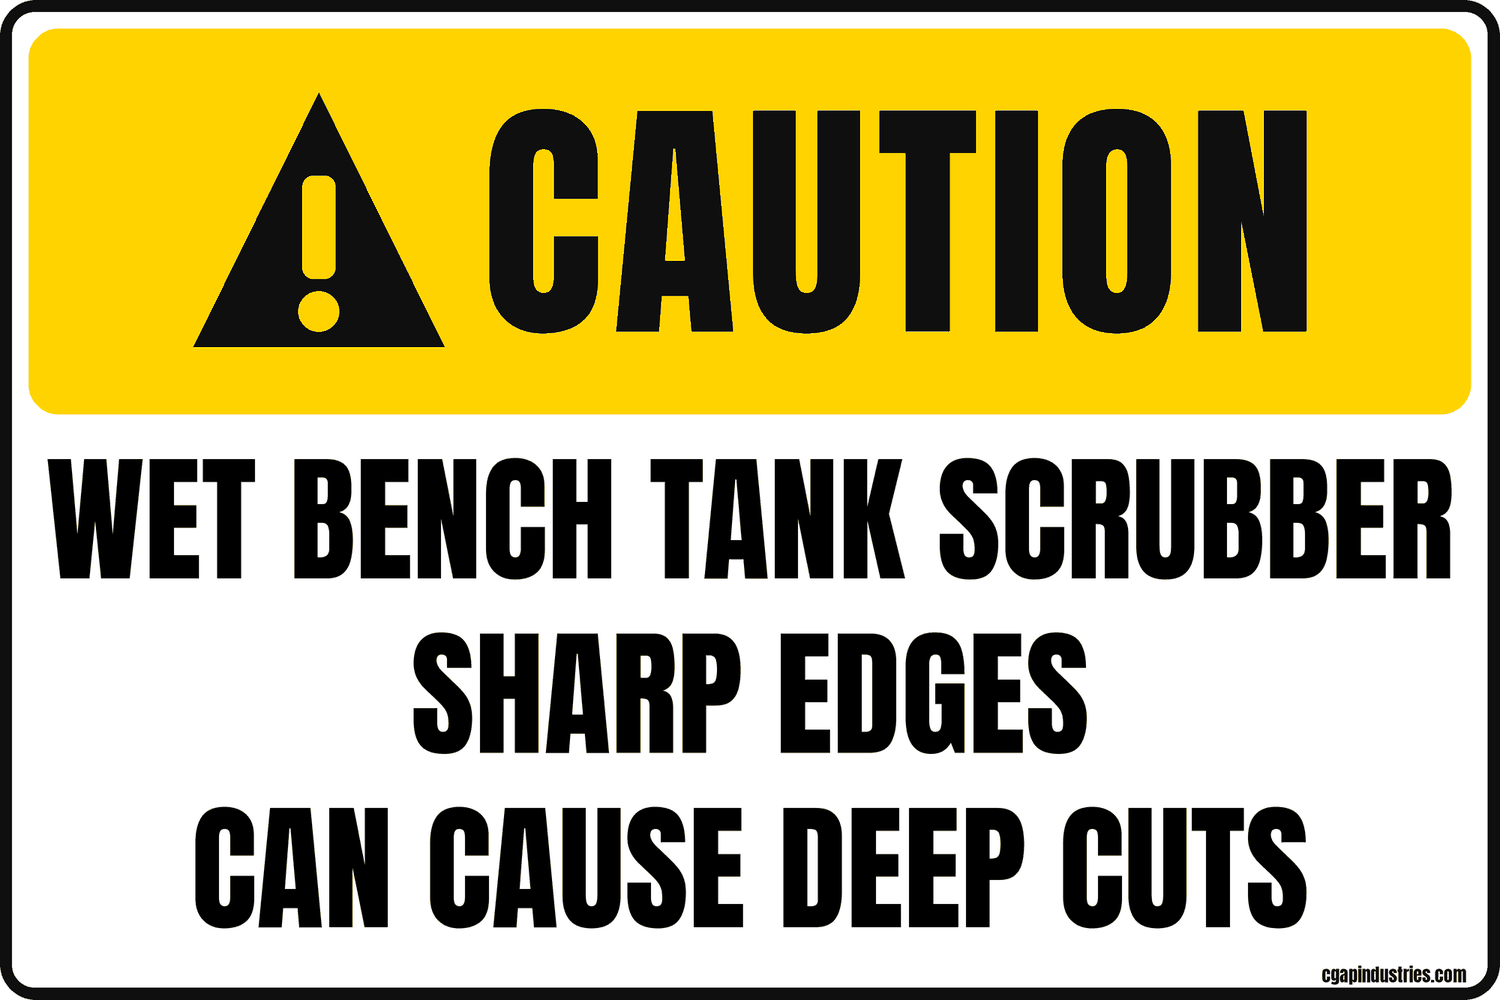 CAUTION
WET BENCH TANK SCRUBBER
SHARP EDGES
CAN CAUSE DEEP CUTS
cgapindustries.com